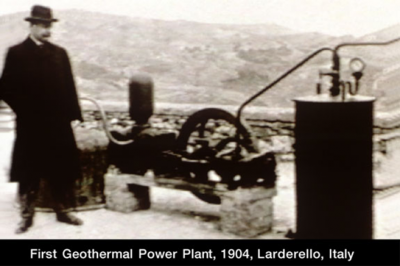 First Geothermal Power Plant, 1904, Larderello, Italy